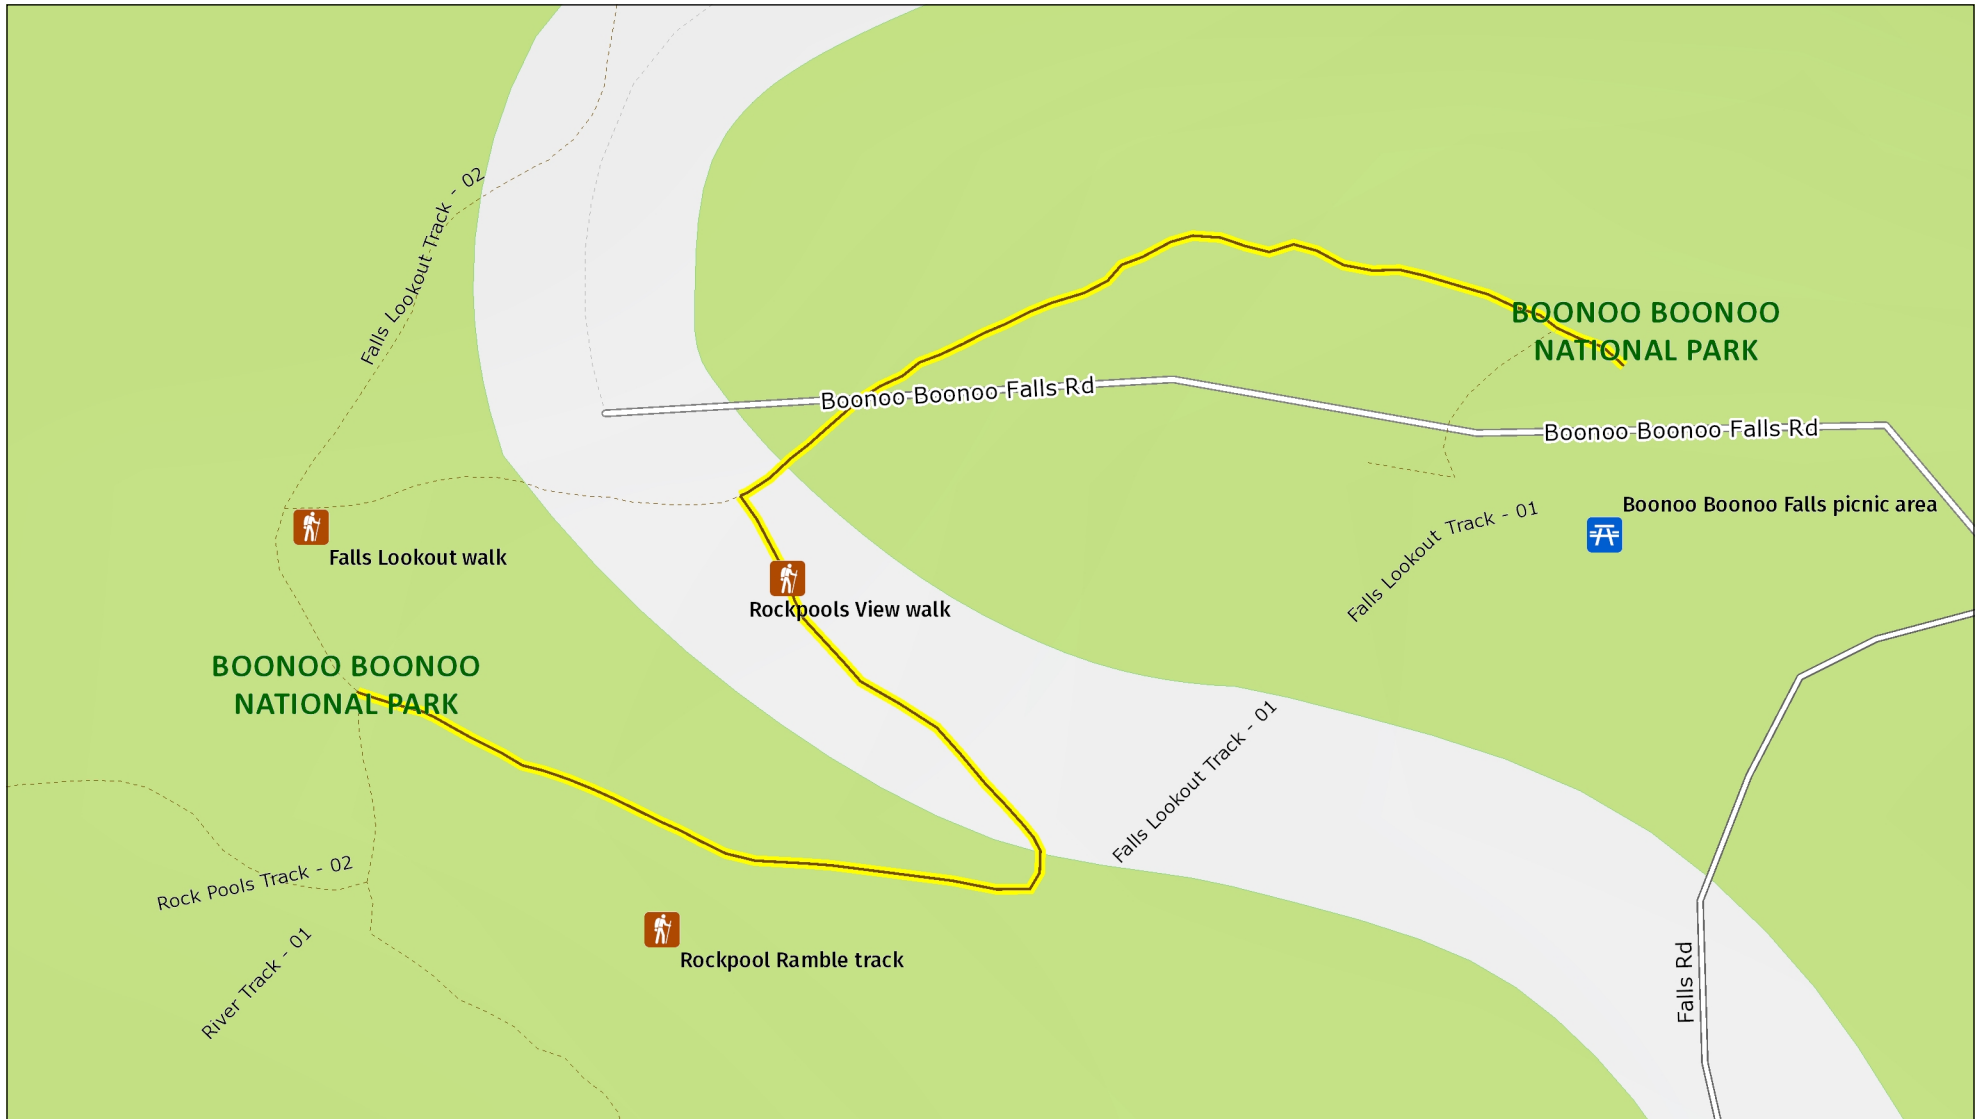 Falls Lookout Track - 02
BOONOO BOONOO
NATIONAL PARK
Boonoo Boonoo Falls Rd
Boonoo Boonoo Falls Rd
Boonoo Boonoo Falls picnic area
Falls Lookout Track - 01
Falls Lookout walk
Rockpools View walk
BOONOO BOONOO
NATIONAL PARK
Falls Lookout Track - 01
Rock Pools Track - 02
River Track - 01
Rockpool Ramble track
Falls Rd